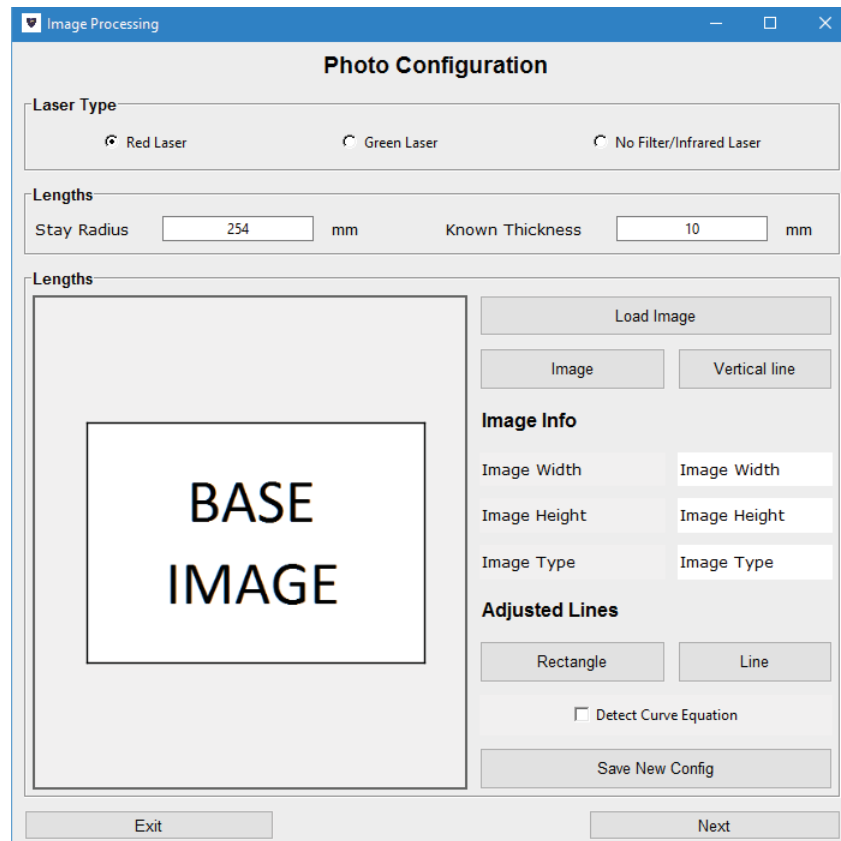 Image Processing
Photo Configuration
Laser Type
Red Laser Green Laser No Filter/Infrared Laser
Lengths
Stay Radius 254 mm Known Thickness 10 mm
Lengths
Load Image
Image Vertical line
Image Info
Image Width Image Width
Image Height Image Height
Image Type Image Type
BASE
IMAGE
Adjusted Lines
Rectangle Line
Detect Curve Equation
Save New Config
Exit Next